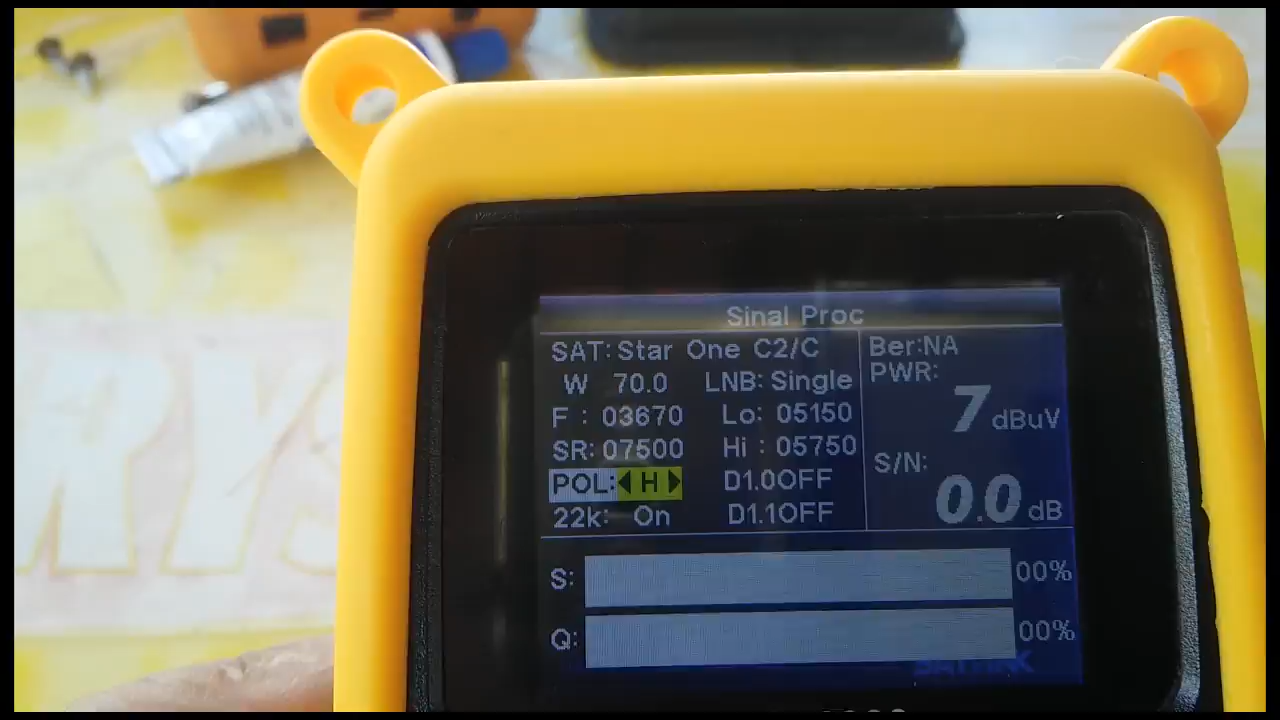 Sinal Proc
SAT: Star One C2/C
W 70.0 LNB: Single
F : 03670 Lo: 05150
SR: 07500 Hi : 05750
POL: H D1.0OFF
22k: On D1.1OFF
Ber:NA
PWR:
7 dBuV
S/N:
0.0 dB
S: 00%
Q: 00%
SATLINK